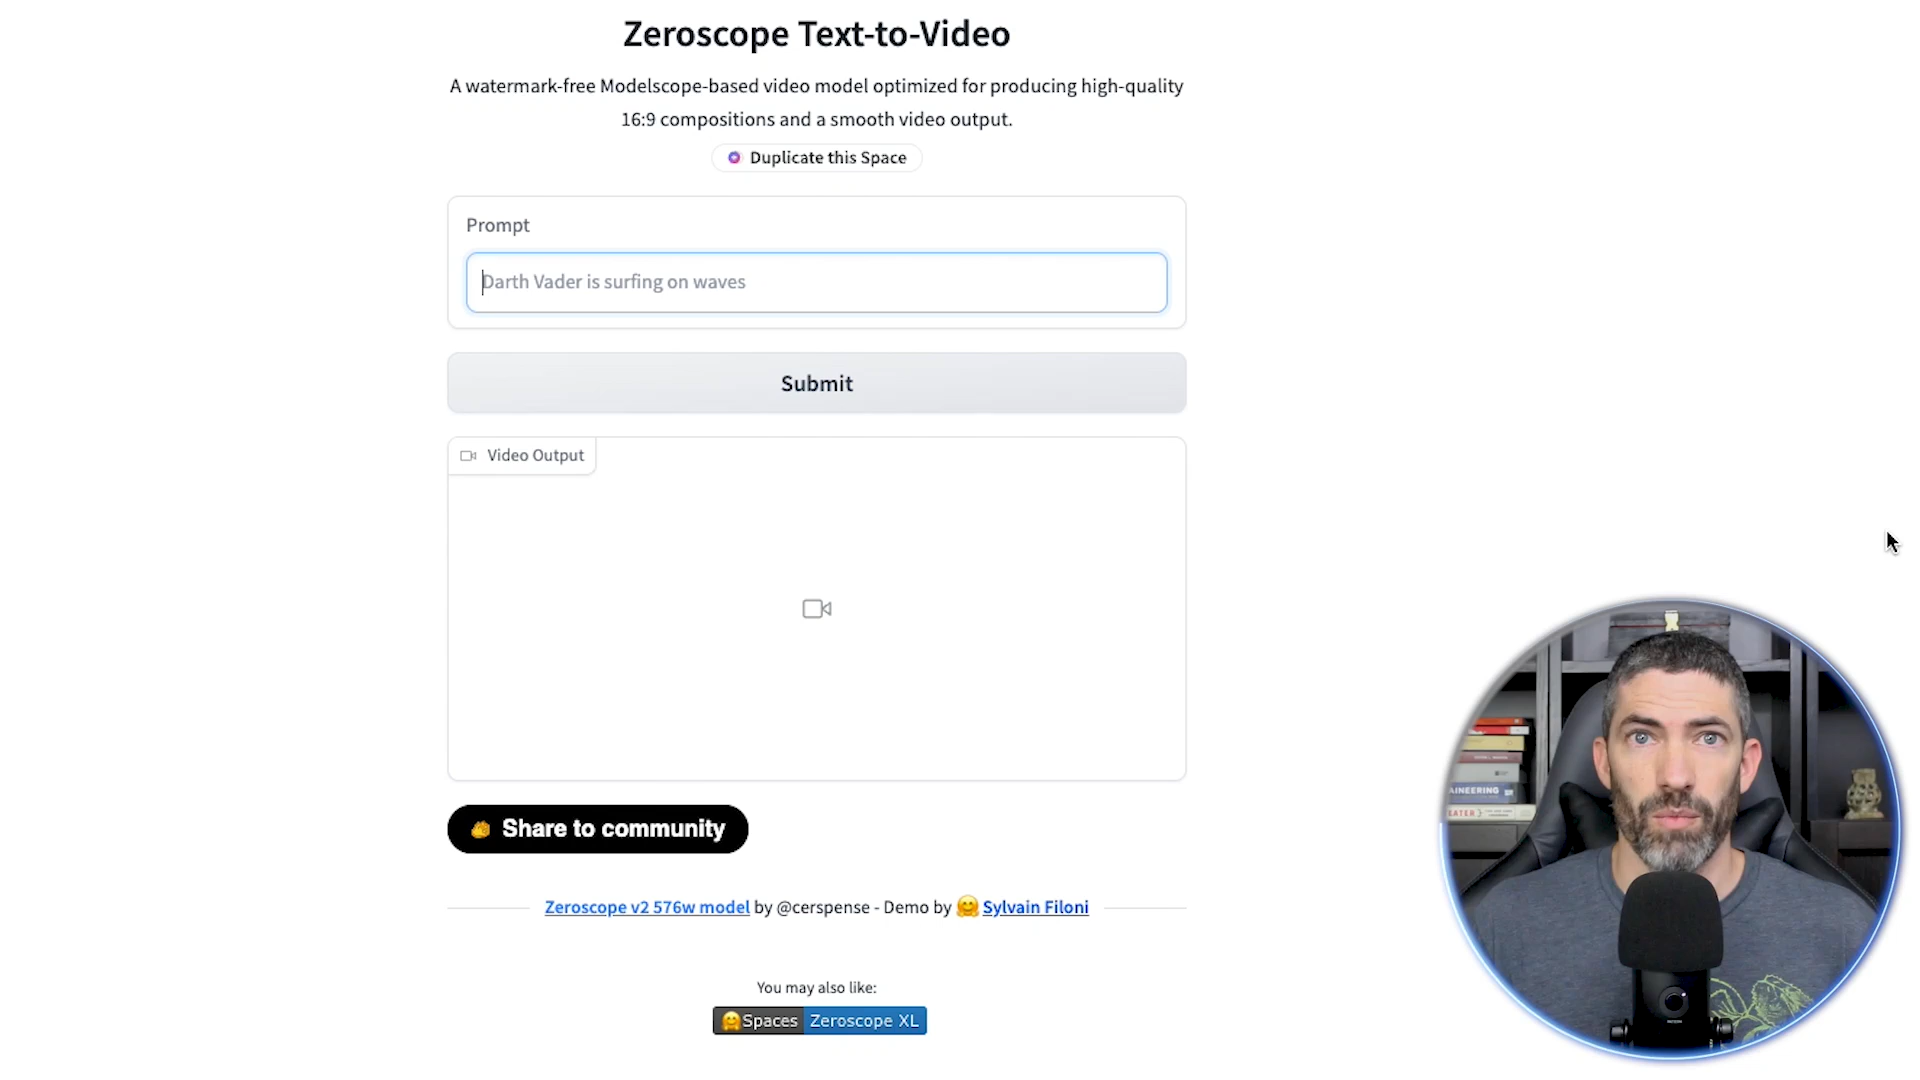 Zeroscope Text-to-Video
A watermark-free Modelscope-based video model optimized for producing high-quality
16:9 compositions and a smooth video output.
Duplicate this Space
Prompt
Darth Vader is surfing on waves
Submit
Video Output
Share to community
Zeroscope v2 576w model by @cerspense - Demo by 🤗 Sylvain Filoni
You may also like:
🤗Spaces Zeroscope XL
AINEERING
EATER